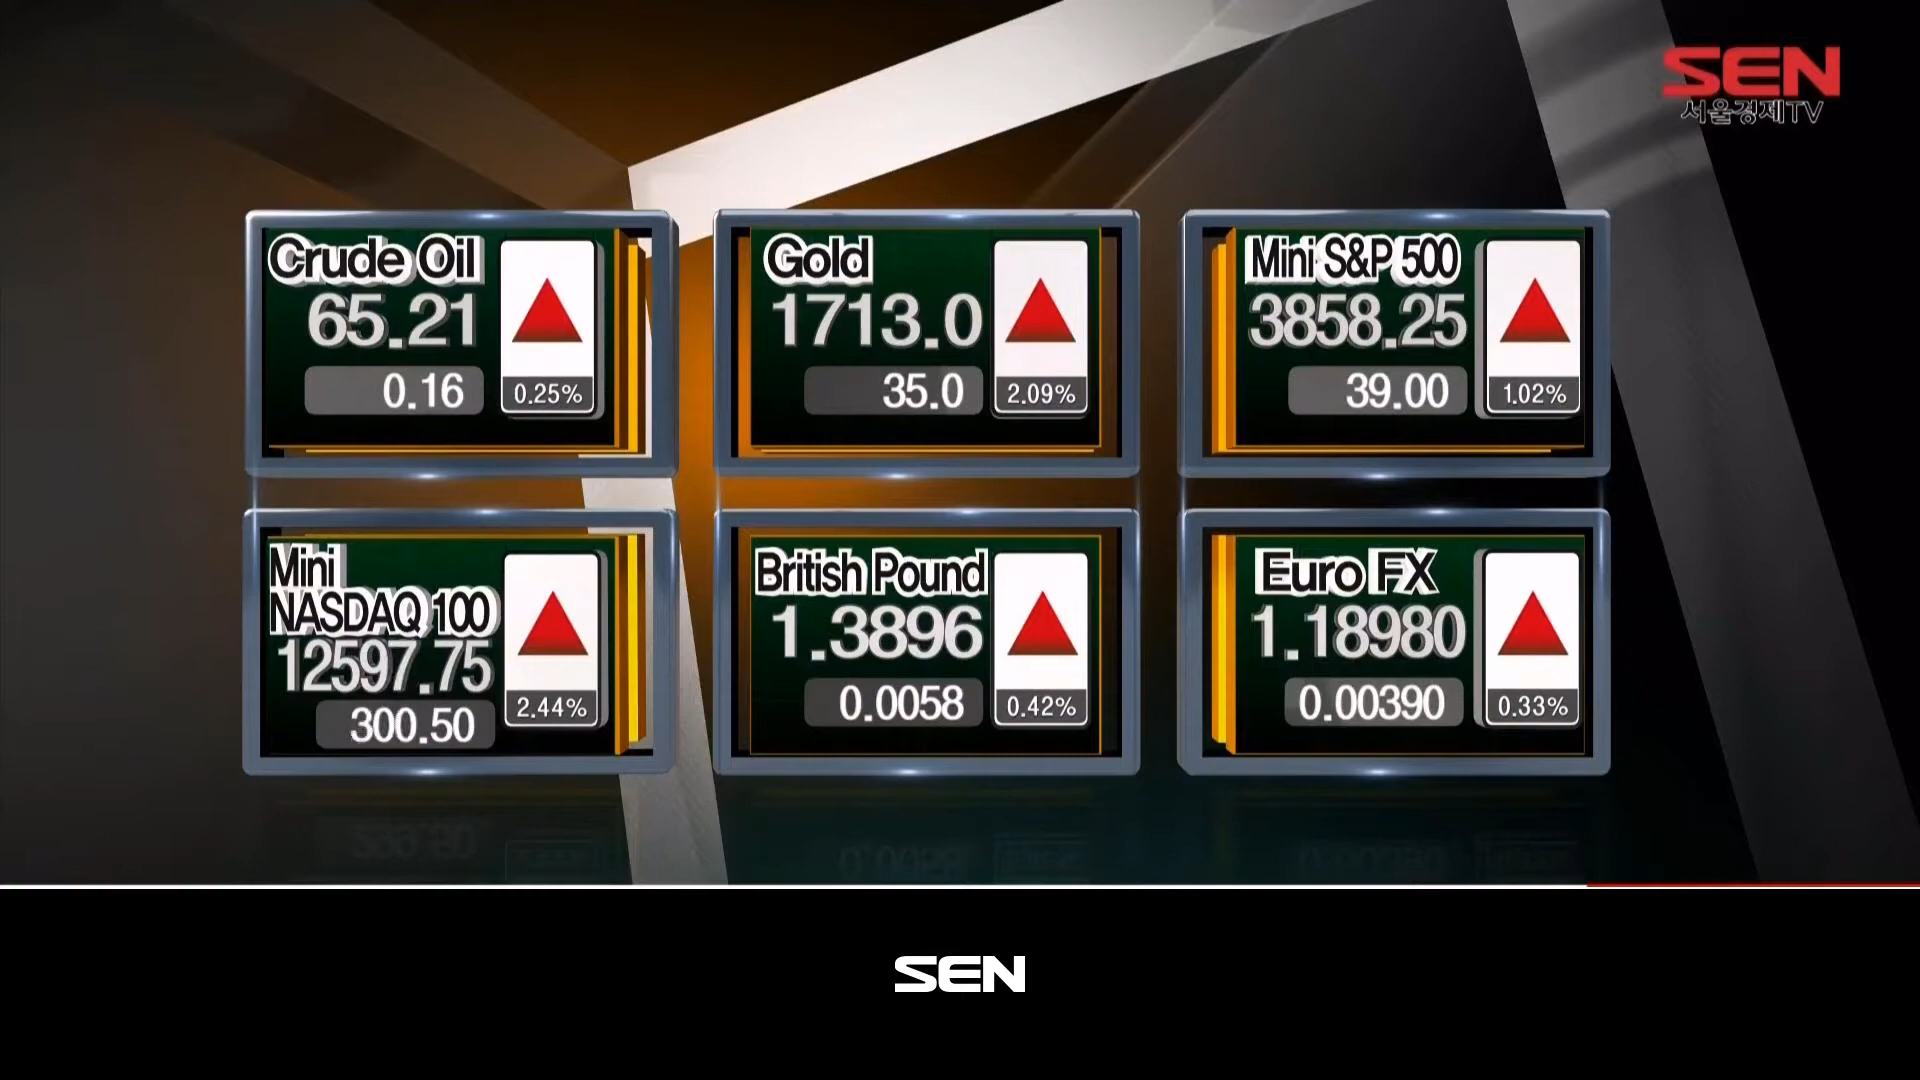 SEN
서울경제TV
Crude Oil
65.21
0.16
0.25%
Gold
1713.0
35.0
2.09%
Mini S&P 500
3858.25
39.00
1.02%
Mini
NASDAQ 100
12597.75
300.50
2.44%
British Pound
1.3896
0.0058
0.42%
Euro FX
1.18980
0.00390
0.33%
SEN